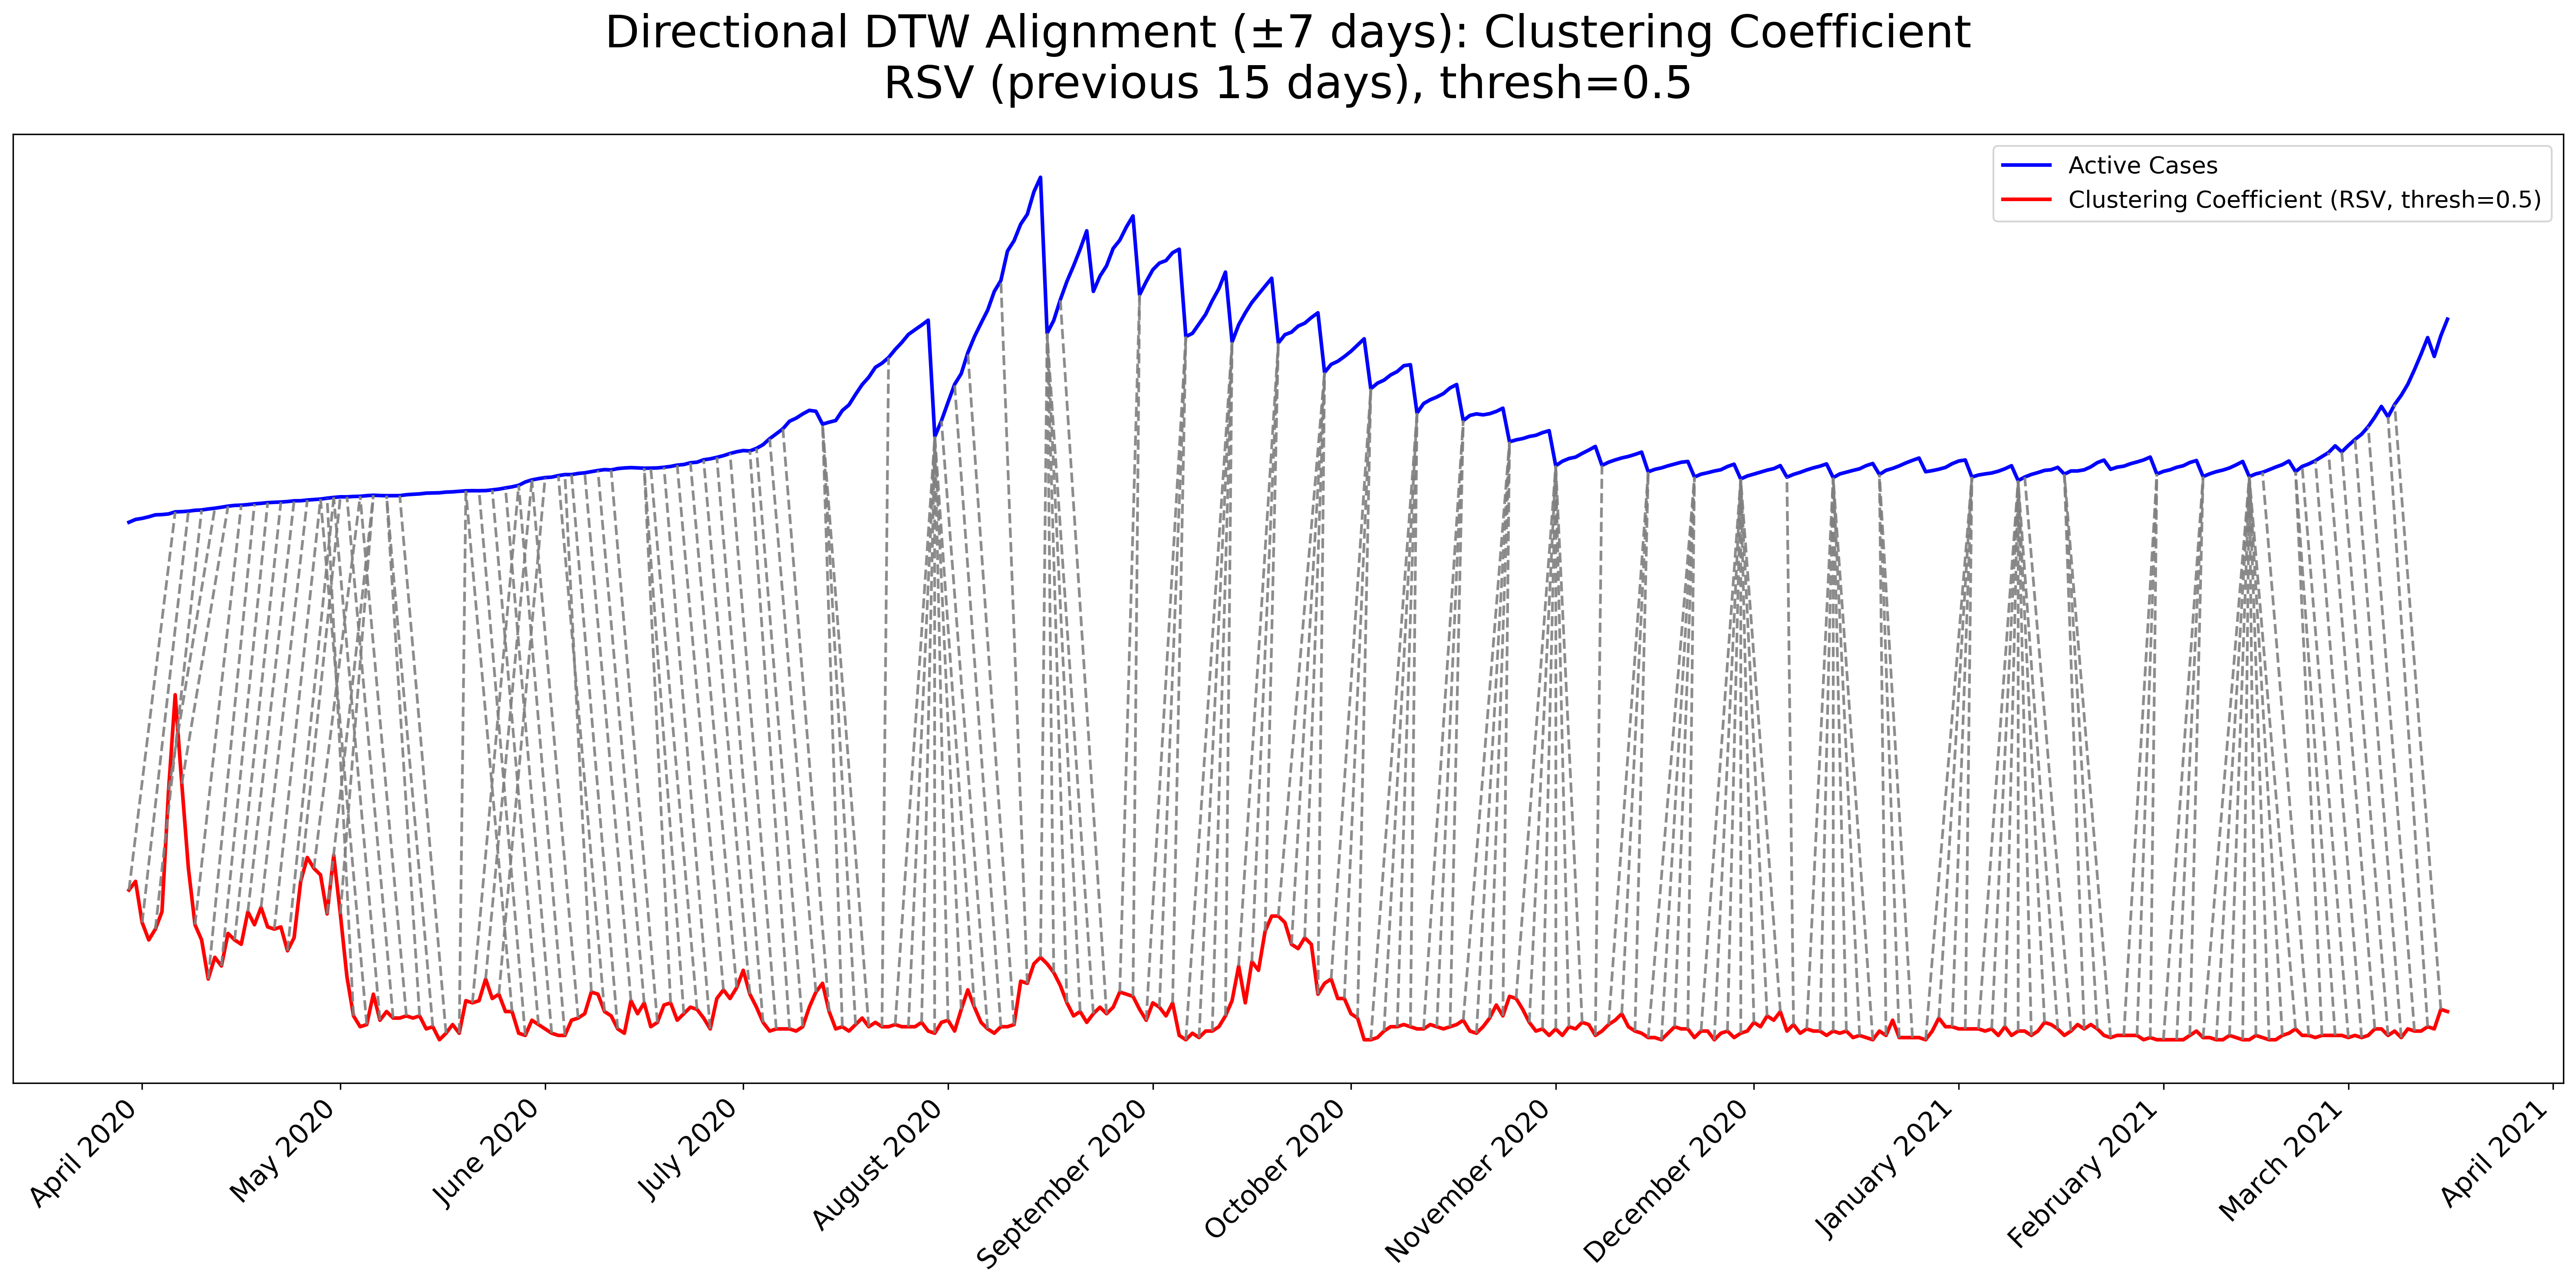 Directional DTW Alignment (±7 days): Clustering Coefficient
RSV (previous 15 days), thresh=0.5
Active Cases
Clustering Coefficient (RSV, thresh=0.5)
April 2020
May 2020
June 2020
July 2020
August 2020
September 2020
October 2020
November 2020
December 2020
January 2021
February 2021
March 2021
April 2021